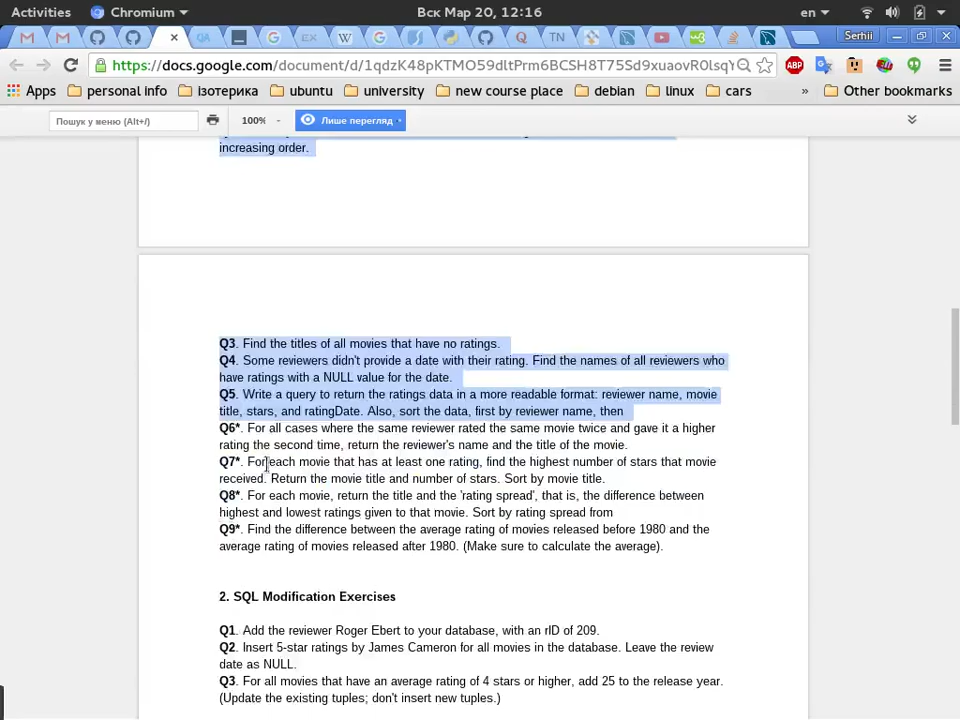 Activities Chromium Вск Мар 20, 12:16 en
QA G EX W G Q TN Serhii
https://docs.google.com/document/d/1qdzK48pKTMO59dltPrm6BCSH8T75Sd9xuaovR0lsqY ABP
Apps personal info ізотерика ubuntu university new course place debian linux cars » Other bookmarks
Пошук у меню (Alt+/) 100% Лише перегляд
increasing order.
Q3. Find the titles of all movies that have no ratings.
Q4. Some reviewers didn't provide a date with their rating. Find the names of all reviewers who
have ratings with a NULL value for the date.
Q5. Write a query to return the ratings data in a more readable format: reviewer name, movie
title, stars, and ratingDate. Also, sort the data, first by reviewer name, then
Q6*. For all cases where the same reviewer rated the same movie twice and gave it a higher
rating the second time, return the reviewer's name and the title of the movie.
Q7*. For each movie that has at least one rating, find the highest number of stars that movie
received. Return the movie title and number of stars. Sort by movie title.
Q8*. For each movie, return the title and the 'rating spread', that is, the difference between
highest and lowest ratings given to that movie. Sort by rating spread from
Q9*. Find the difference between the average rating of movies released before 1980 and the
average rating of movies released after 1980. (Make sure to calculate the average).
2. SQL Modification Exercises
Q1. Add the reviewer Roger Ebert to your database, with an rID of 209.
Q2. Insert 5-star ratings by James Cameron for all movies in the database. Leave the review
date as NULL.
Q3. For all movies that have an average rating of 4 stars or higher, add 25 to the release year.
(Update the existing tuples; don't insert new tuples.)